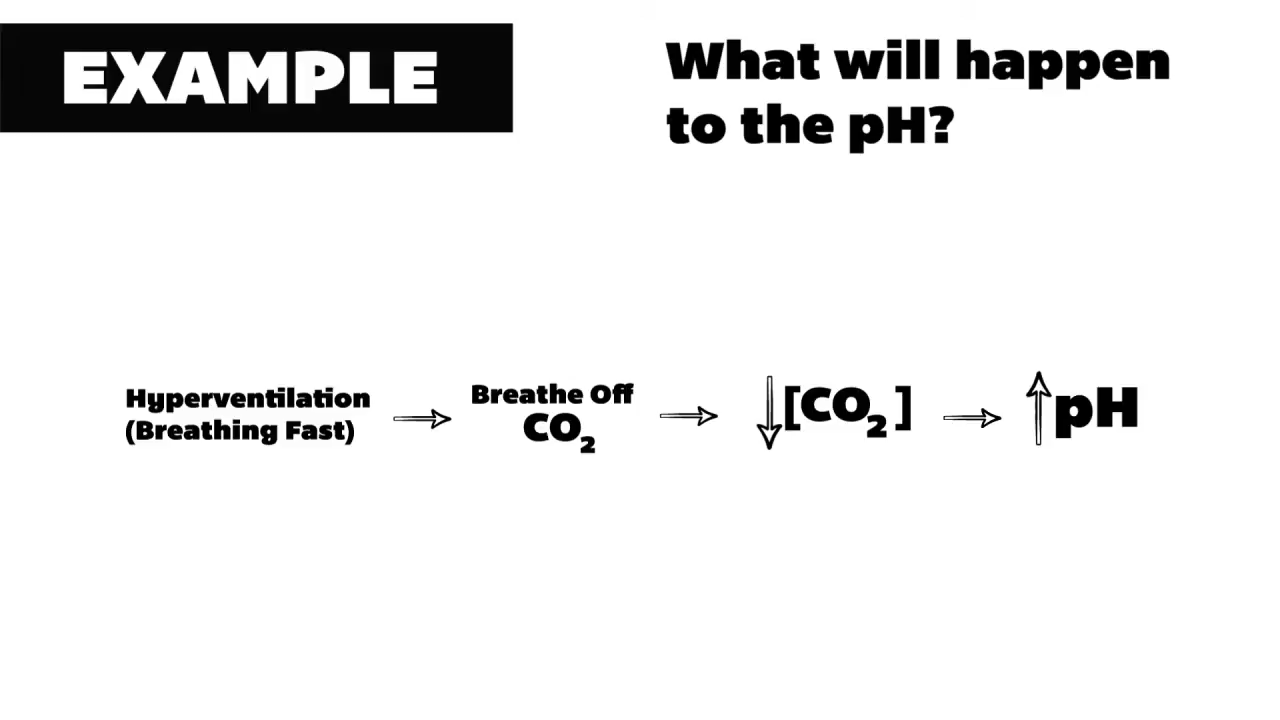 EXAMPLE
What will happen
to the pH?
Hyperventilation
(Breathing Fast)
Breathe Off
CO₂
[CO₂]
pH